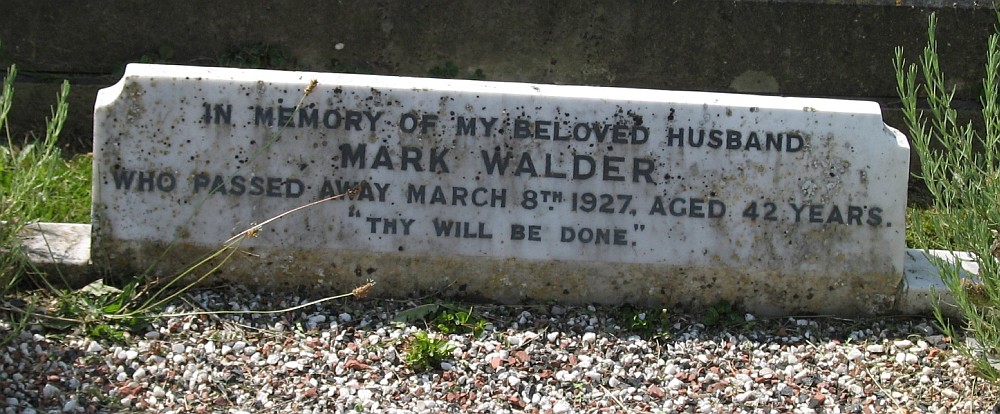 IN MEMORY OF MY BELOVED HUSBAND
MARK WALDER
WHO PASSED AWAY MARCH 8TH 1927, AGED 42 YEARS.
"THY WILL BE DONE."